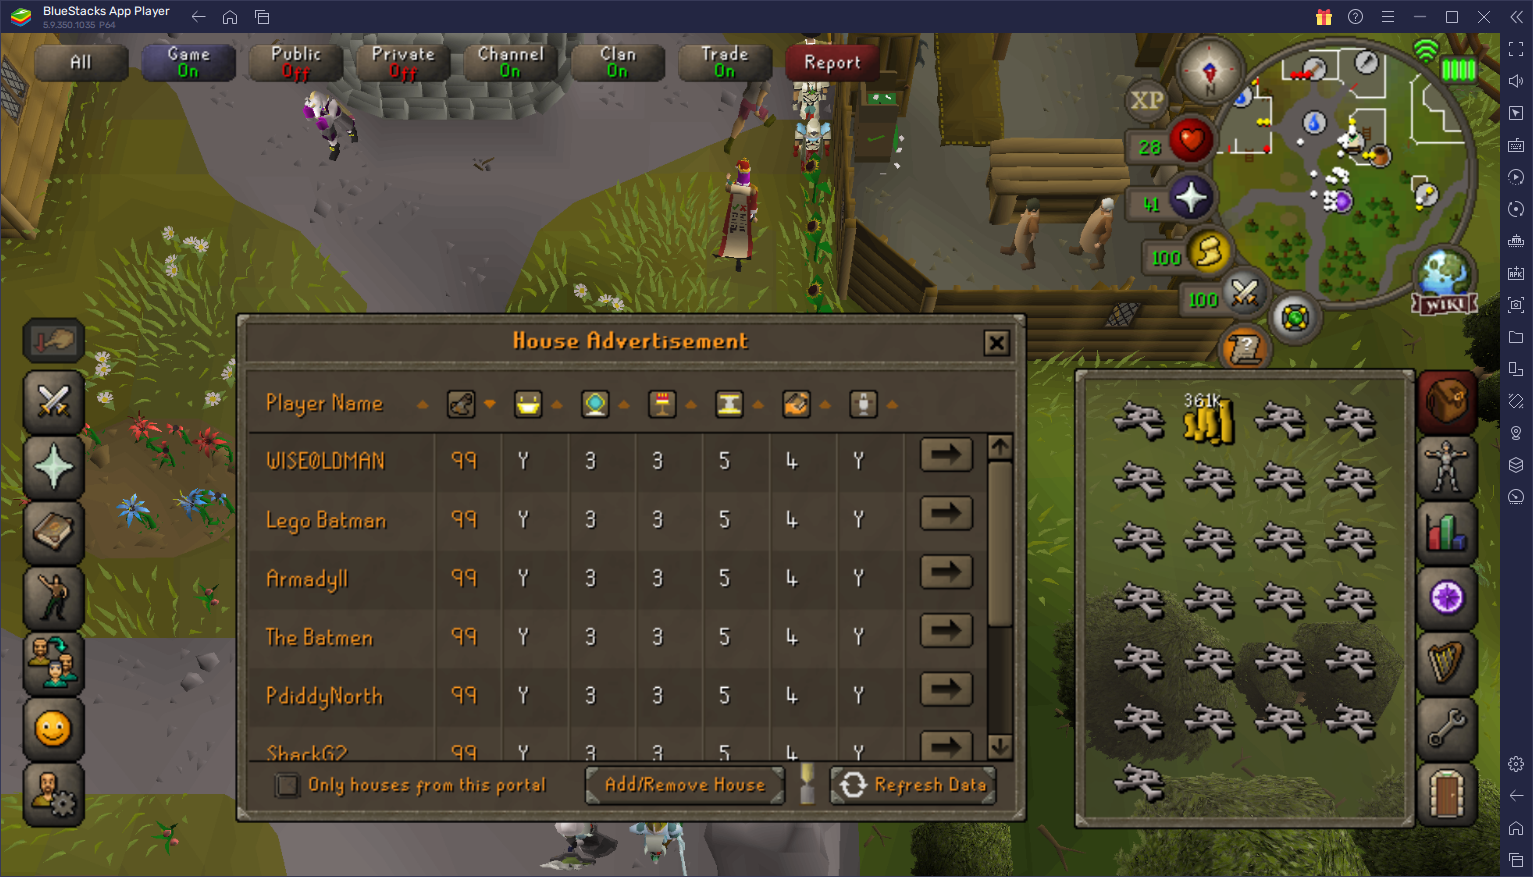 BlueStacks App Player
5.9.350.1035 P64
All
Game
On
Public
Off
Private
Off
Channel
On
Clan
On
Trade
On
Report
N
XP
28
41
100
100
WIKI
House Advertisement
Player Name
WISE0LDMAN 99 Y 3 3 5 4 Y
Lego Batman 99 Y 3 3 5 4 Y
Armadyll 99 Y 3 3 5 4 Y
The Batmen 99 Y 3 3 5 4 Y
PdiddyNorth 99 Y 3 3 5 4 Y
ShackG2 99 Y 3 3 5 4 Y
Only houses from this portal
Add/Remove House
Refresh Data
361K